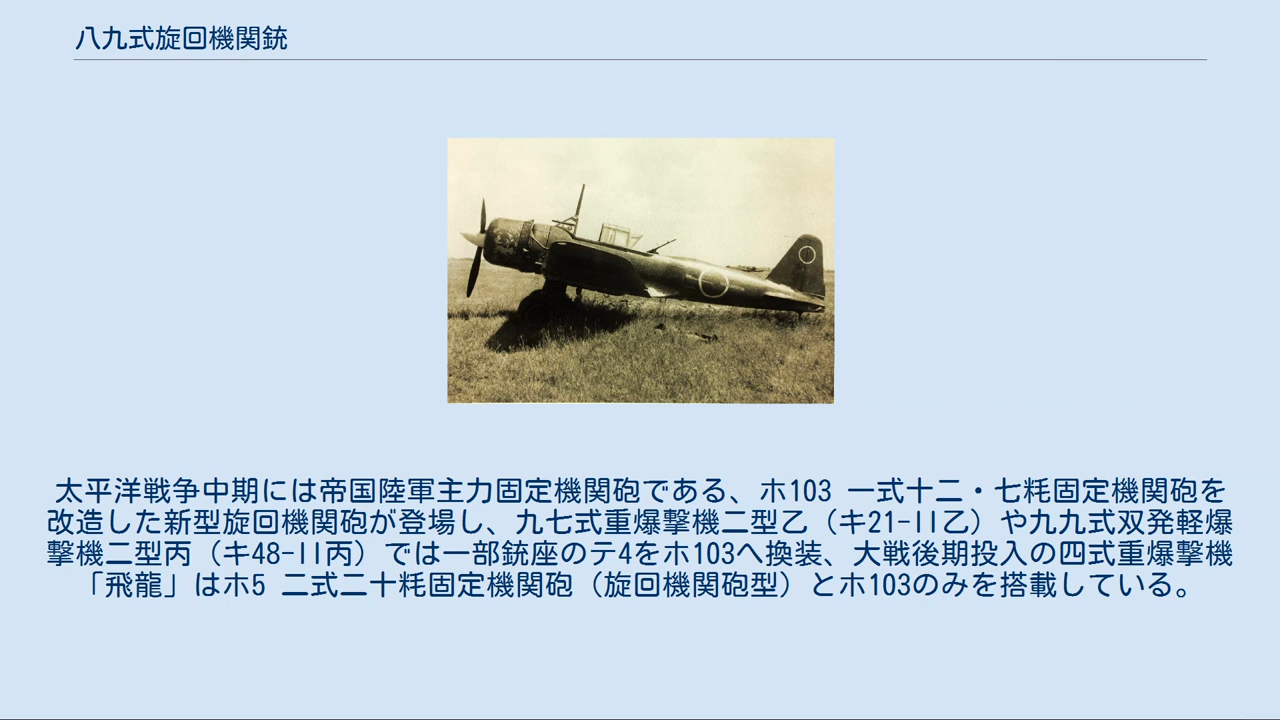 八九式旋回機関銃
太平洋戦争中期には帝国陸軍主力固定機関砲である、ホ103 一式十二・七粍固定機関砲を
改造した新型旋回機関砲が登場し、九七式重爆撃機二型乙（キ21-II乙）や九九式双発軽爆
撃機二型丙（キ48-II丙）では一部銃座のテ4をホ103へ換装、大戦後期投入の四式重爆撃機
「飛龍」はホ5 二式二十粍固定機関砲（旋回機関砲型）とホ103のみを搭載している。